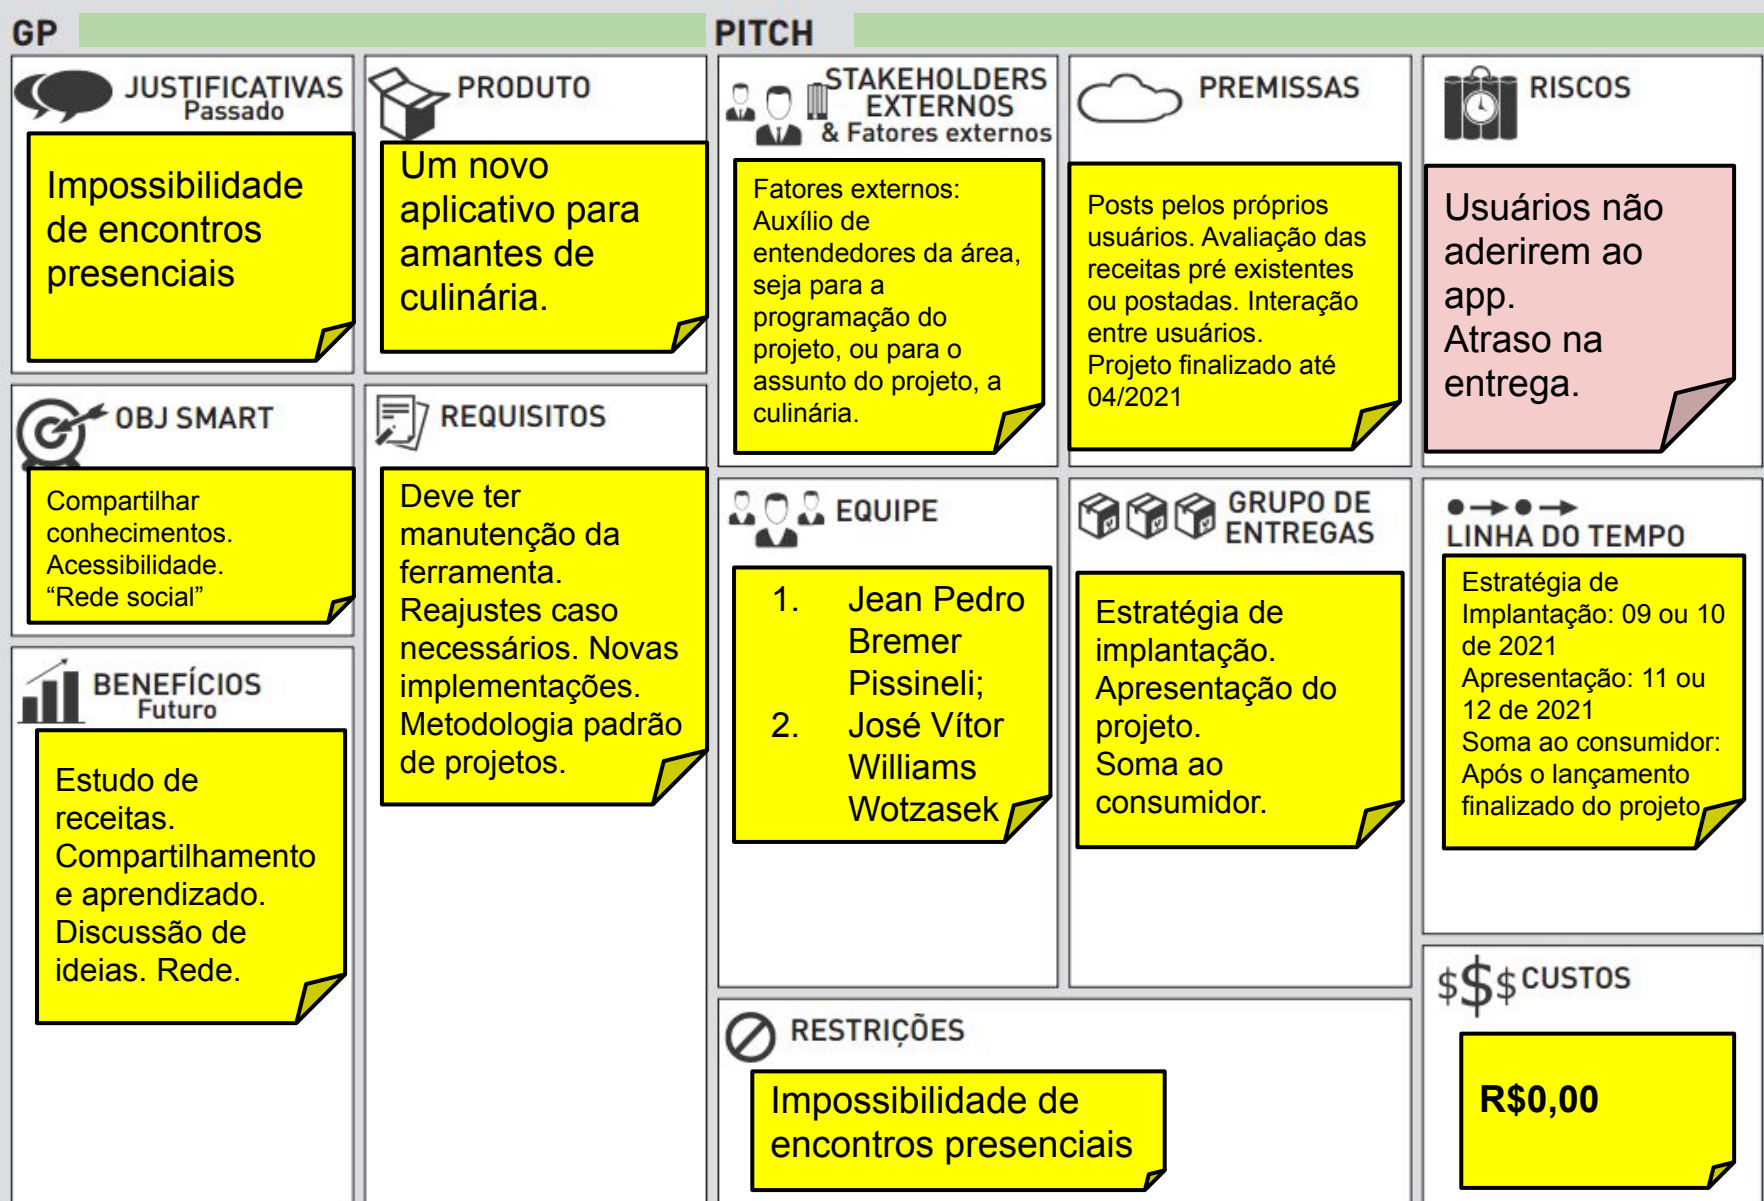 GP
PITCH
JUSTIFICATIVAS
Passado
Impossibilidade
de encontros
presenciais
PRODUTO
Um novo
aplicativo para
amantes de
culinária.
STAKEHOLDERS
EXTERNOS
& Fatores externos
Fatores externos:
Auxílio de
entendedores da área,
seja para a
programação do
projeto, ou para o
assunto do projeto, a
culinária.
PREMISSAS
Posts pelos próprios
usuários. Avaliação das
receitas pré existentes
ou postadas. Interação
entre usuários.
Projeto finalizado até
04/2021
RISCOS
Usuários não
aderirem ao
app.
Atraso na
entrega.
OBJ SMART
Compartilhar
conhecimentos.
Acessibilidade.
“Rede social”
REQUISITOS
Deve ter
manutenção da
ferramenta.
Reajustes caso
necessários. Novas
implementações.
Metodologia padrão
de projetos.
EQUIPE
1. Jean Pedro
Bremer
Pissineli;
2. José Vítor
Williams
Wotzasek
GRUPO DE
ENTREGAS
Estratégia de
implantação.
Apresentação do
projeto.
Soma ao
consumidor.
LINHA DO TEMPO
Estratégia de
Implantação: 09 ou 10
de 2021
Apresentação: 11 ou
12 de 2021
Soma ao consumidor:
Após o lançamento
finalizado do projeto
BENEFÍCIOS
Futuro
Estudo de
receitas.
Compartilhamento
e aprendizado.
Discussão de
ideias. Rede.
RESTRIÇÕES
Impossibilidade de
encontros presenciais
$$$ CUSTOS
R$0,00